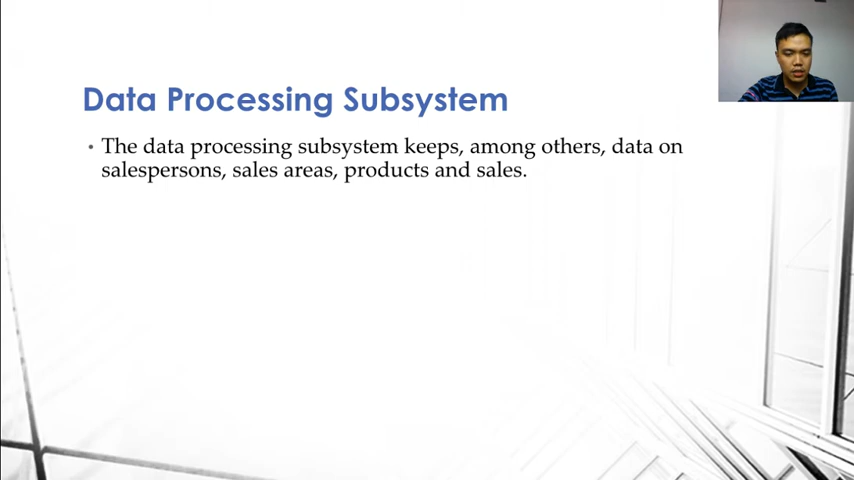 Data Processing Subsystem
• The data processing subsystem keeps, among others, data on
salespersons, sales areas, products and sales.